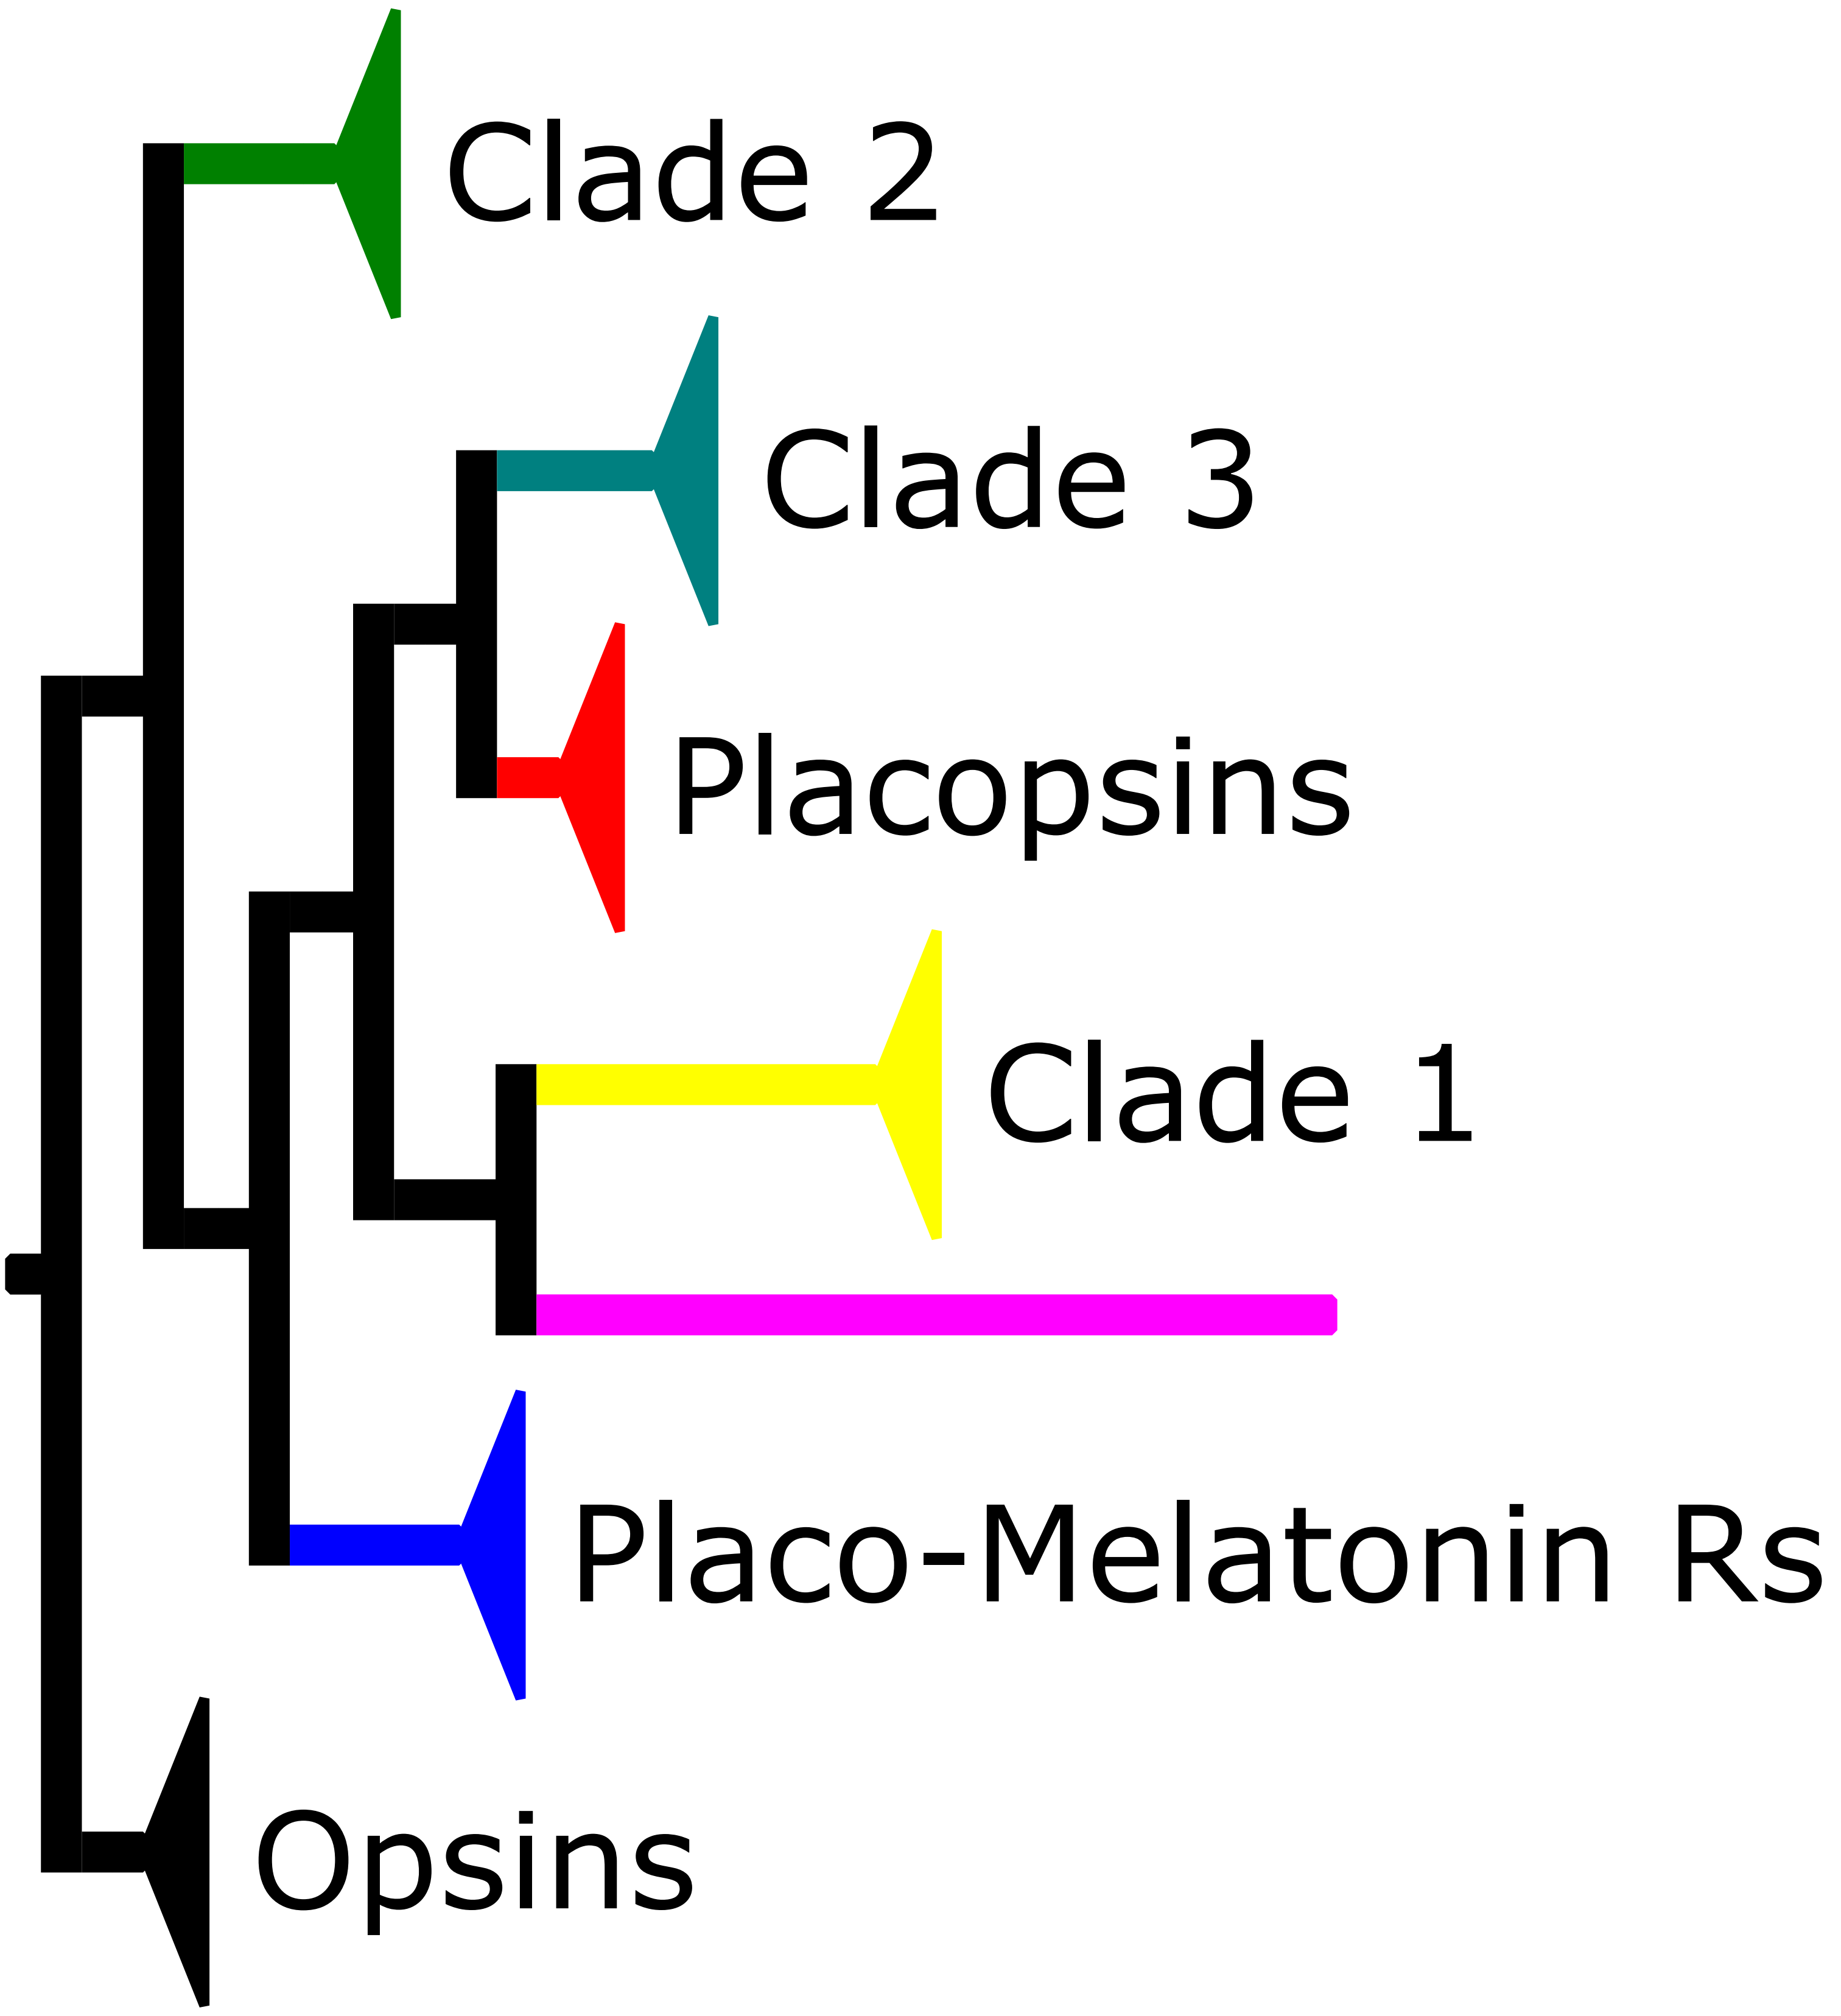 Clade 2
Clade 3
Placopsins
Clade 1
Placo-Melatonin Rs
Opsins